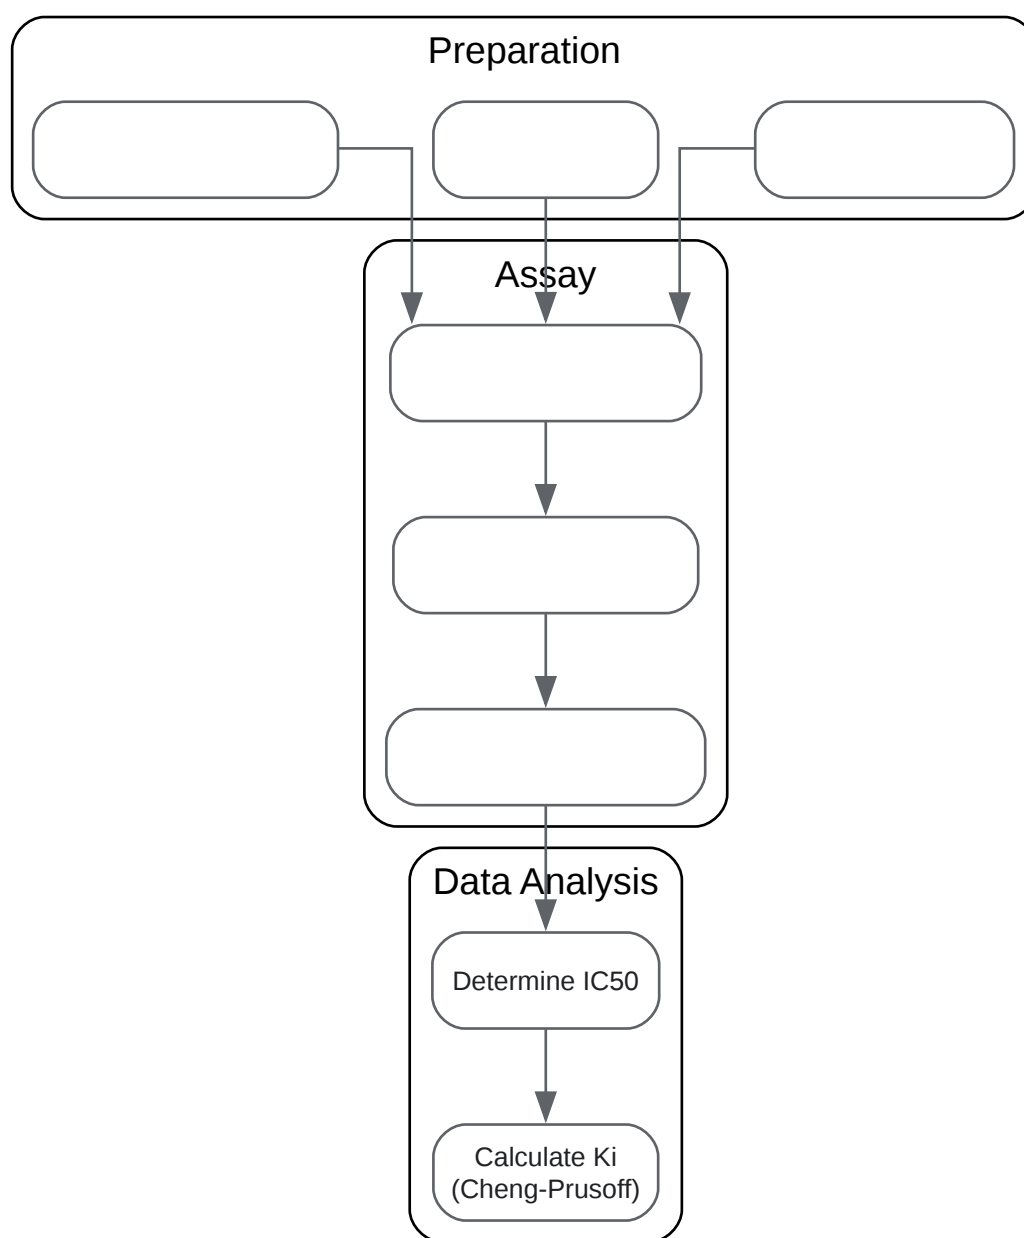 Preparation
Assay
Data Analysis
Determine IC50
Calculate Ki
(Cheng-Prusoff)